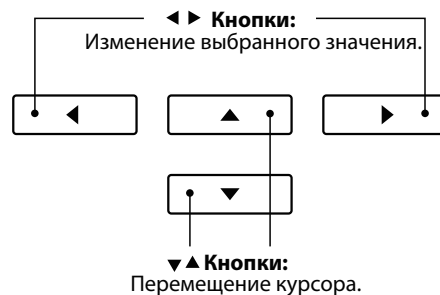 ◀ ▶ Кнопки:
Изменение выбранного значения.
▼ ▲ Кнопки:
Перемещение курсора.